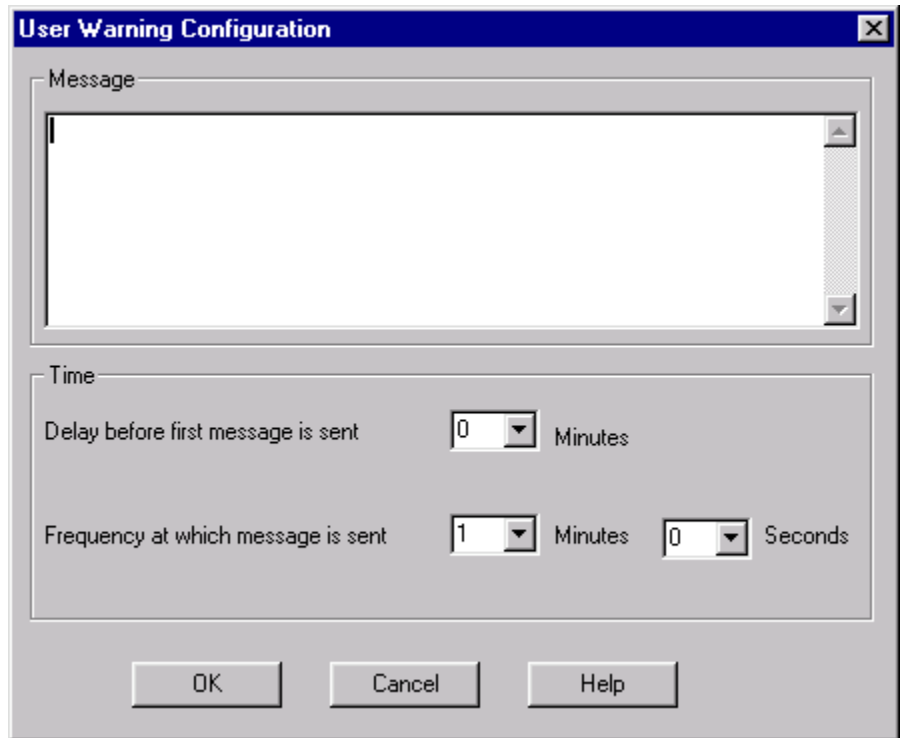 User Warning Configuration
Message
Time
Delay before first message is sent 0 Minutes
Frequency at which message is sent 1 Minutes 0 Seconds
OK Cancel Help